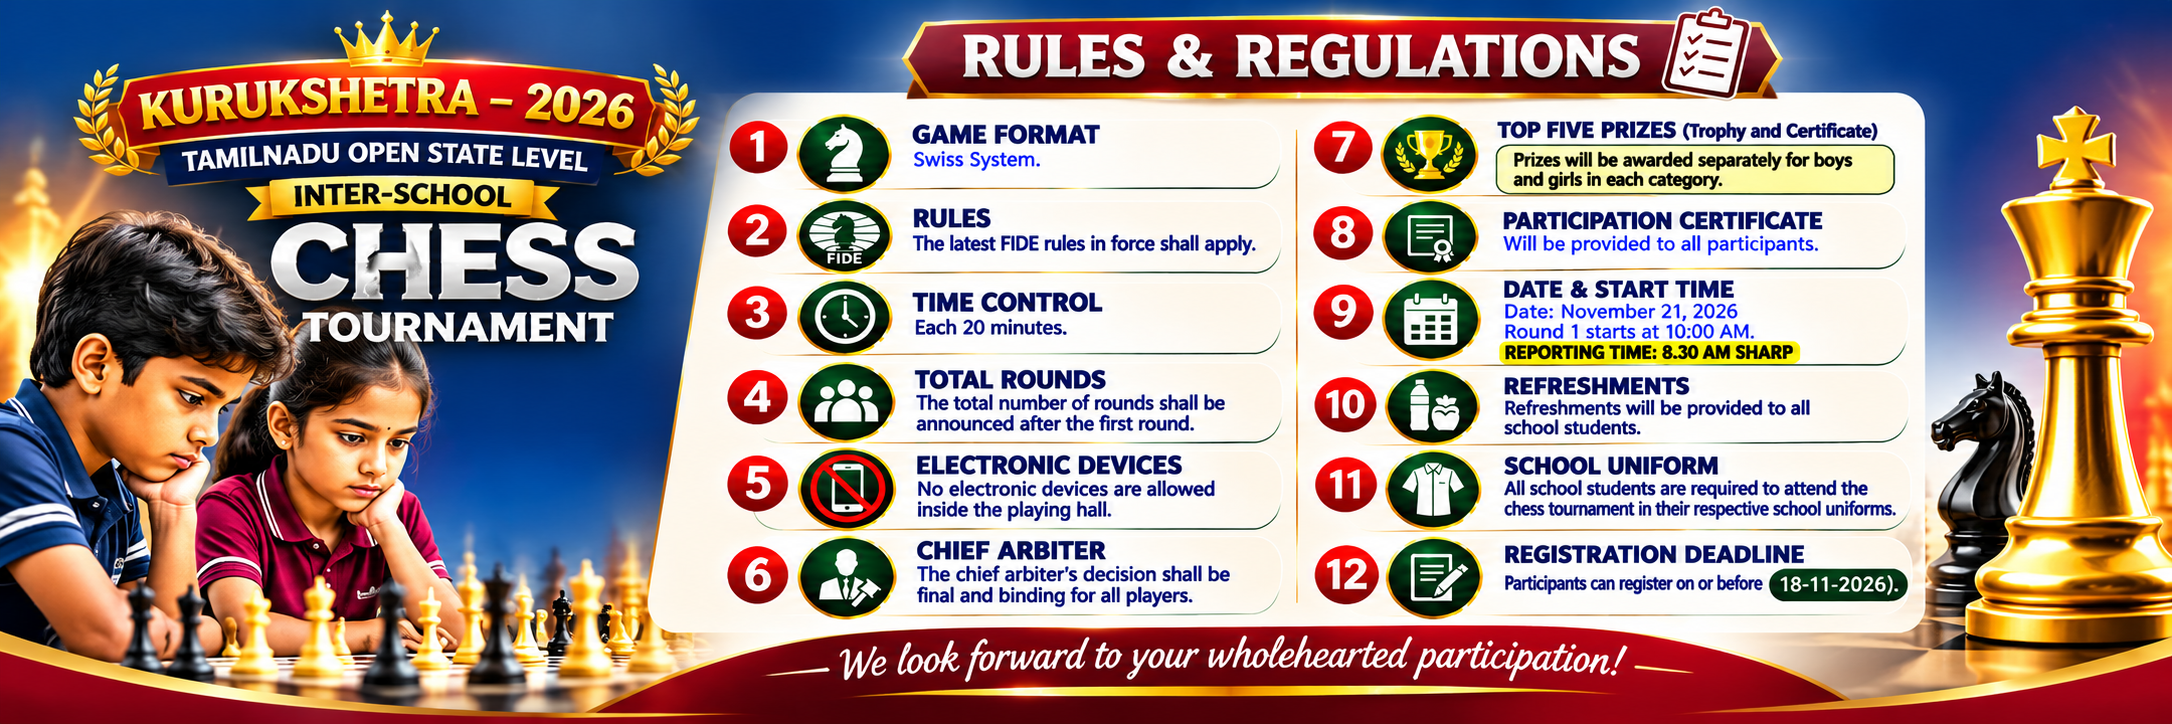 KURUKSHETRA – 2026
TAMILNADU OPEN STATE LEVEL
INTER-SCHOOL
CHESS
TOURNAMENT
RULES & REGULATIONS
1
GAME FORMAT
Swiss System.
2
FIDE
RULES
The latest FIDE rules in force shall apply.
3
TIME CONTROL
Each 20 minutes.
4
TOTAL ROUNDS
The total number of rounds shall be
announced after the first round.
5
ELECTRONIC DEVICES
No electronic devices are allowed
inside the playing hall.
6
CHIEF ARBITER
The chief arbiter's decision shall be
final and binding for all players.
7
TOP FIVE PRIZES (Trophy and Certificate)
Prizes will be awarded separately for boys
and girls in each category.
8
PARTICIPATION CERTIFICATE
Will be provided to all participants.
9
DATE & START TIME
Date: November 21, 2026
Round 1 starts at 10:00 AM.
REPORTING TIME: 8.30 AM SHARP
10
REFRESHMENTS
Refreshments will be provided to all
school students.
11
SCHOOL UNIFORM
All school students are required to attend the
chess tournament in their respective school uniforms.
12
REGISTRATION DEADLINE
Participants can register on or before 18-11-2026).
We look forward to your wholehearted participation!